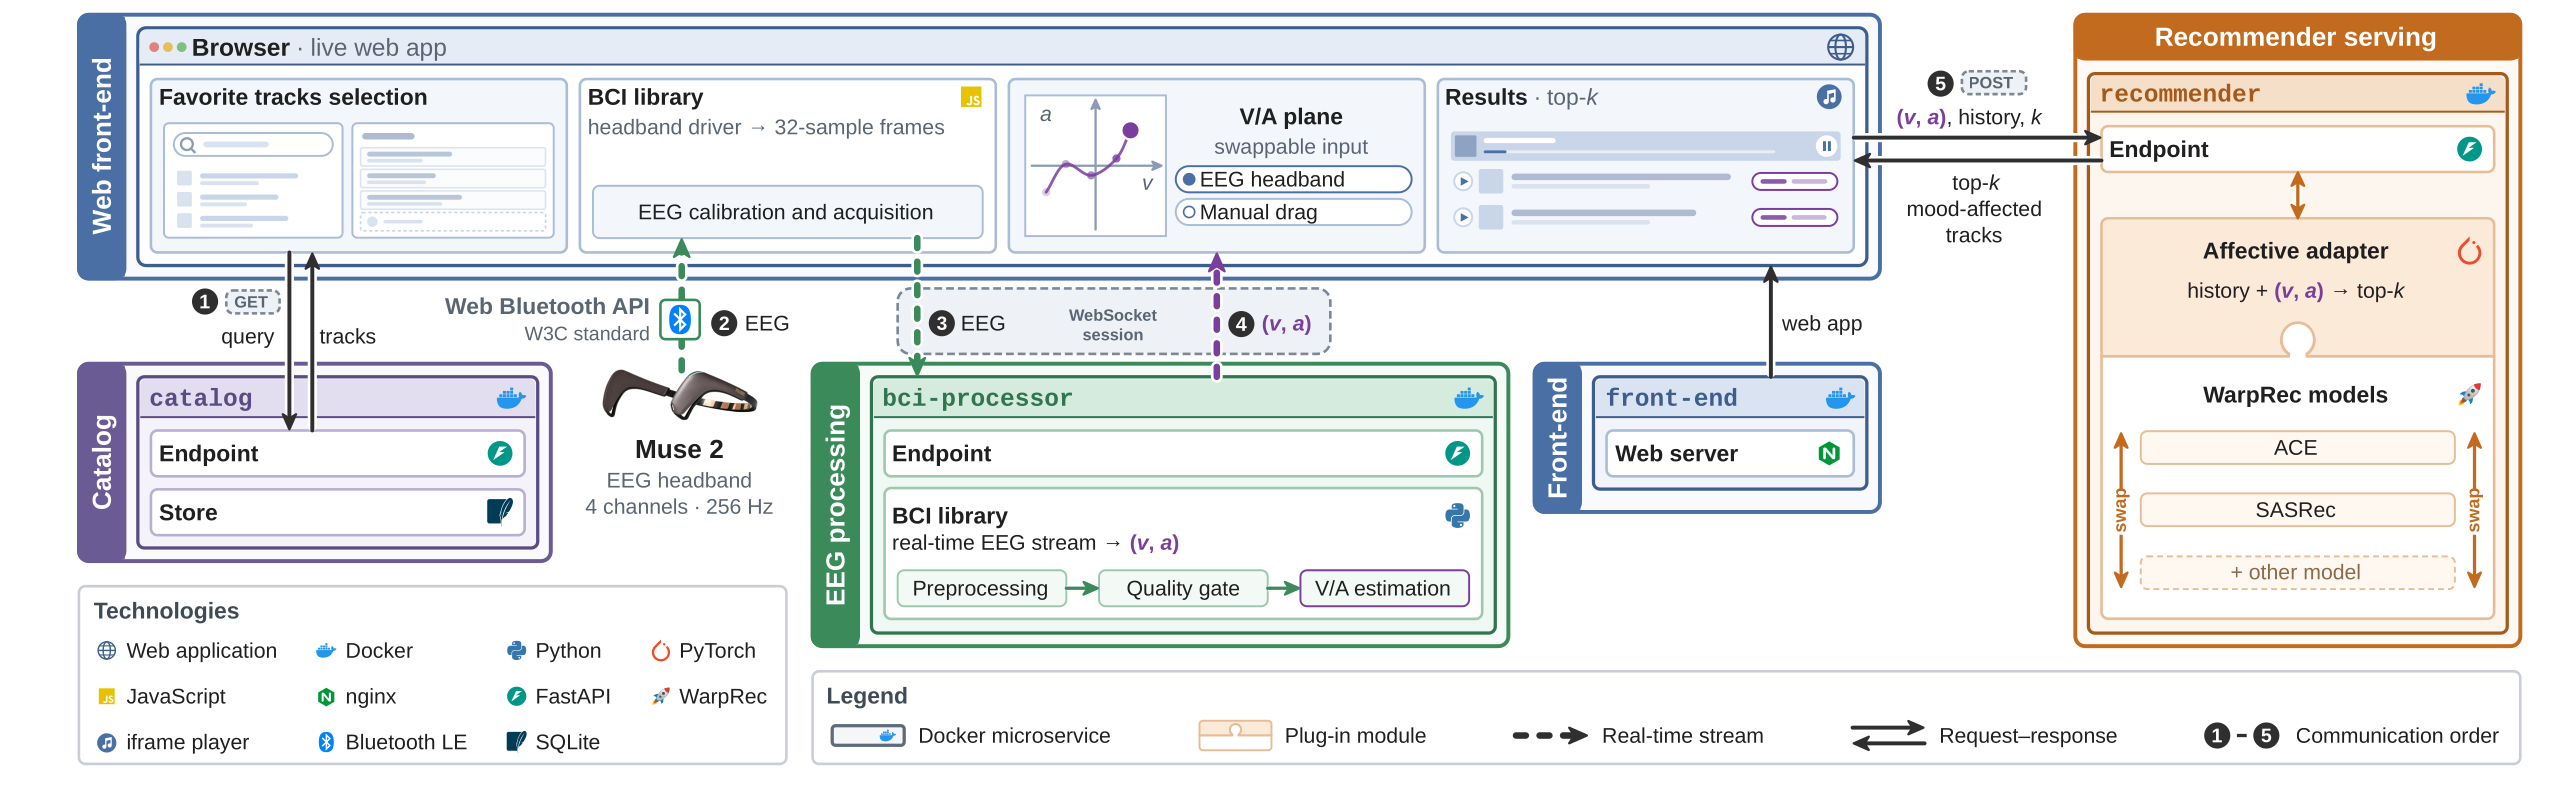 Web front-end
Browser · live web app
Favorite tracks selection
BCI library
JS
headband driver → 32-sample frames
EEG calibration and acquisition
a
v
V/A plane
swappable input
EEG headband
Manual drag
Results · top-k
5 POST
(v, a), history, k
top-k
mood-affected
tracks
Recommender serving
recommender
Endpoint
Affective adapter
history + (v, a) → top-k
WarpRec models
ACE
SASRec
+ other model
swap
swap
1 GET
query
tracks
Web Bluetooth API
W3C standard
2 EEG
3 EEG
WebSocket
session
4 (v, a)
web app
Catalog
catalog
Endpoint
Store
Muse 2
EEG headband
4 channels · 256 Hz
EEG processing
bci-processor
Endpoint
BCI library
real-time EEG stream → (v, a)
Preprocessing
Quality gate
V/A estimation
Front-end
front-end
Web server
Technologies
Web application
Docker
Python
PyTorch
JS JavaScript
nginx
FastAPI
WarpRec
iframe player
Bluetooth LE
SQLite
Legend
Docker microservice
Plug-in module
Real-time stream
Request–response
1 – 5 Communication order